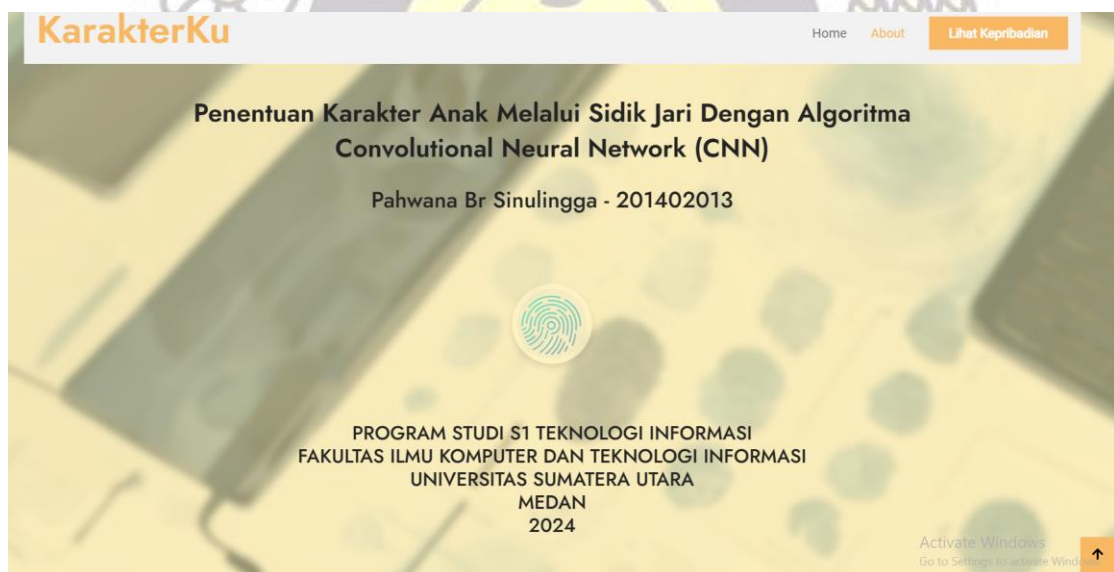 KarakterKu
Home About Lihat Kepribadian
Penentuan Karakter Anak Melalui Sidik Jari Dengan Algoritma
Convolutional Neural Network (CNN)
Pahwana Br Sinulingga - 201402013
PROGRAM STUDI S1 TEKNOLOGI INFORMASI
FAKULTAS ILMU KOMPUTER DAN TEKNOLOGI INFORMASI
UNIVERSITAS SUMATERA UTARA
MEDAN
2024
Activate Windows
Go to Settings to activate Windows.